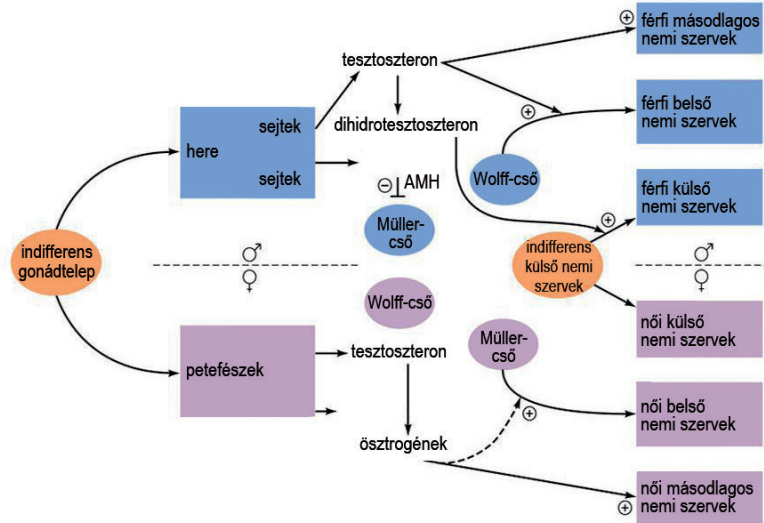 tesztoszteron
dihidrotesztoszteron
here
sejtek
sejtek
AMH
Müller-
cső
Wolff-cső
férfi másodlagos
nemi szervek
férfi belső
nemi szervek
férfi külső
nemi szervek
indifferens
gonádtelep
♂
♀
indifferens
külső nemi
szervek
♂
♀
Wolff-cső
petefészek
tesztoszteron
ösztrogének
Müller-
cső
női külső
nemi szervek
női belső
nemi szervek
női másodlagos
nemi szervek